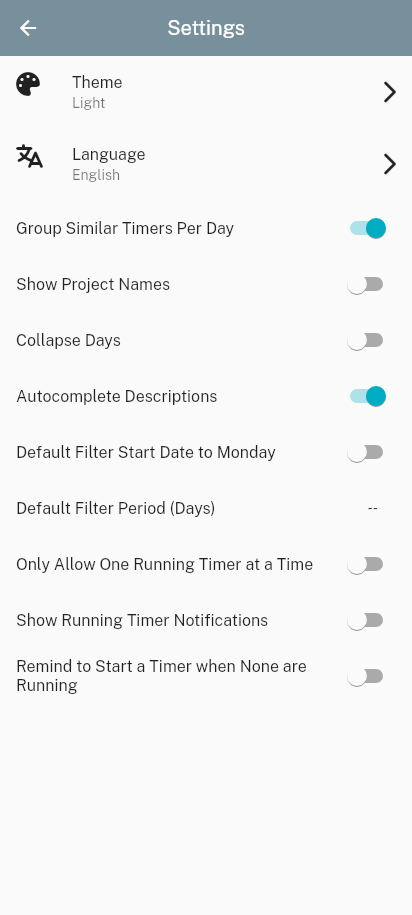 Settings
Theme
Light
Language
English
Group Similar Timers Per Day
Show Project Names
Collapse Days
Autocomplete Descriptions
Default Filter Start Date to Monday
Default Filter Period (Days) --
Only Allow One Running Timer at a Time
Show Running Timer Notifications
Remind to Start a Timer when None are
Running